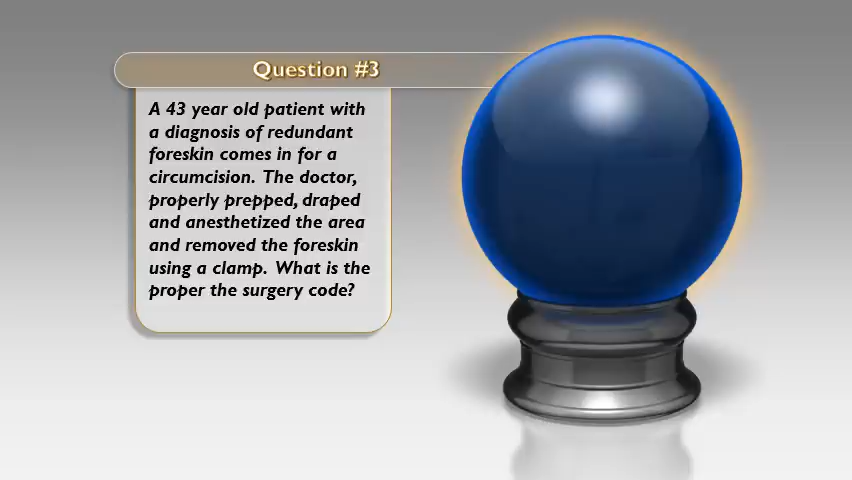 Question #3
A 43 year old patient with
a diagnosis of redundant
foreskin comes in for a
circumcision. The doctor,
properly prepped, draped
and anesthetized the area
and removed the foreskin
using a clamp. What is the
proper the surgery code?